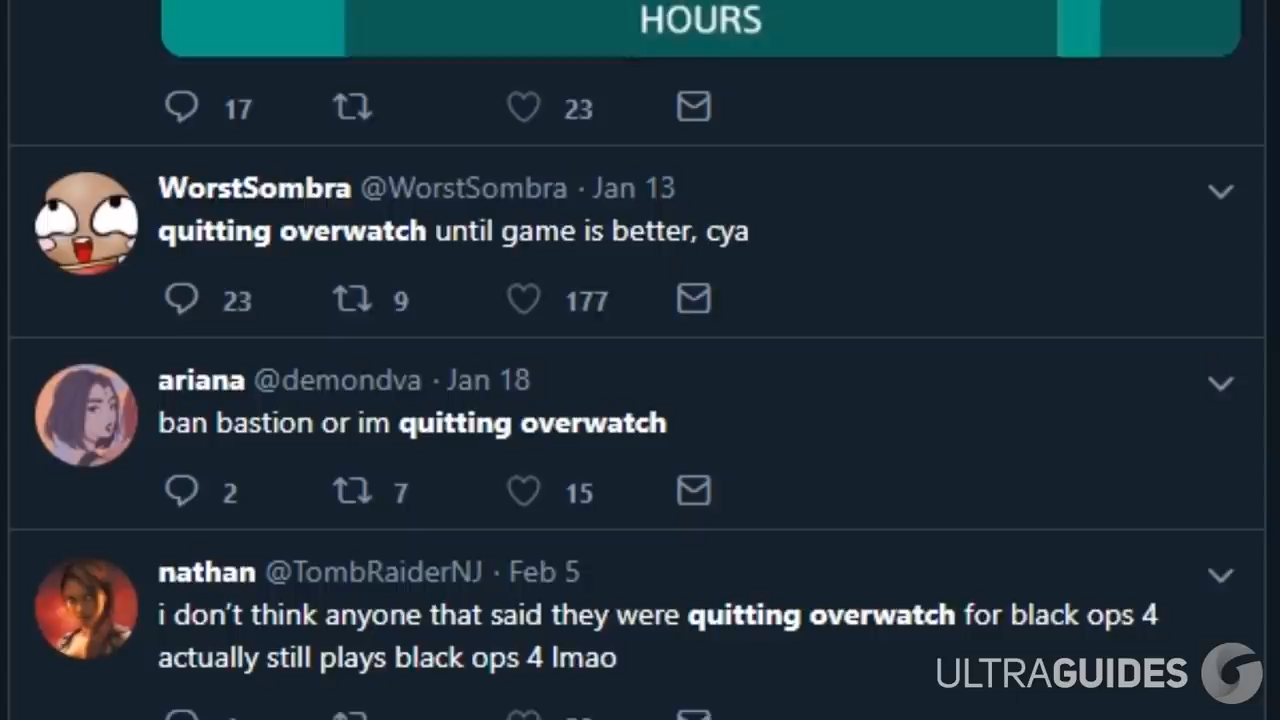 HOURS
17 23
WorstSombra @WorstSombra · Jan 13
quitting overwatch until game is better, cya
23 9 177
ariana @demondva · Jan 18
ban bastion or im quitting overwatch
2 7 15
nathan @TombRaiderNJ · Feb 5
i don't think anyone that said they were quitting overwatch for black ops 4
actually still plays black ops 4 lmao
ULTRAGUIDES